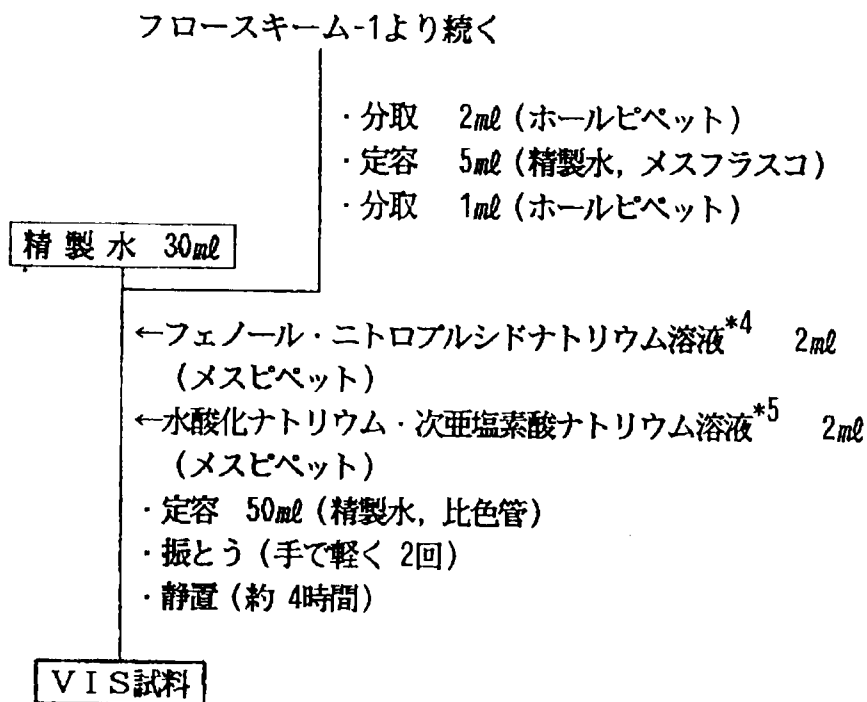 フロースキーム-1より続く
・分取 2mℓ (ホールピペット)
・定容 5mℓ (精製水, メスフラスコ)
・分取 1mℓ (ホールピペット)
精製水 30mℓ
←フェノール・ニトロプルシドナトリウム溶液*4 2mℓ
(メスピペット)
←水酸化ナトリウム・次亜塩素酸ナトリウム溶液*5 2mℓ
(メスピペット)
・定容 50mℓ (精製水, 比色管)
・振とう (手で軽く 2回)
・静置 (約 4時間)
VIS試料